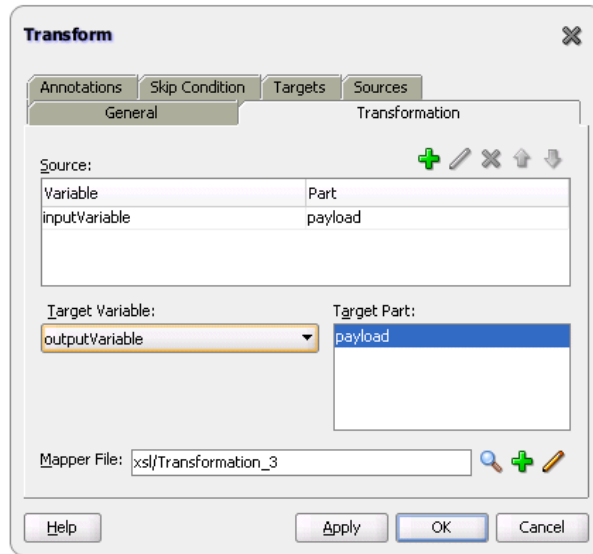 Transform
Annotations Skip Condition Targets Sources
General Transformation
Source:
Variable Part
inputVariable payload
Target Variable: Target Part:
outputVariable payload
Mapper File: xsl/Transformation_3
Help Apply OK Cancel